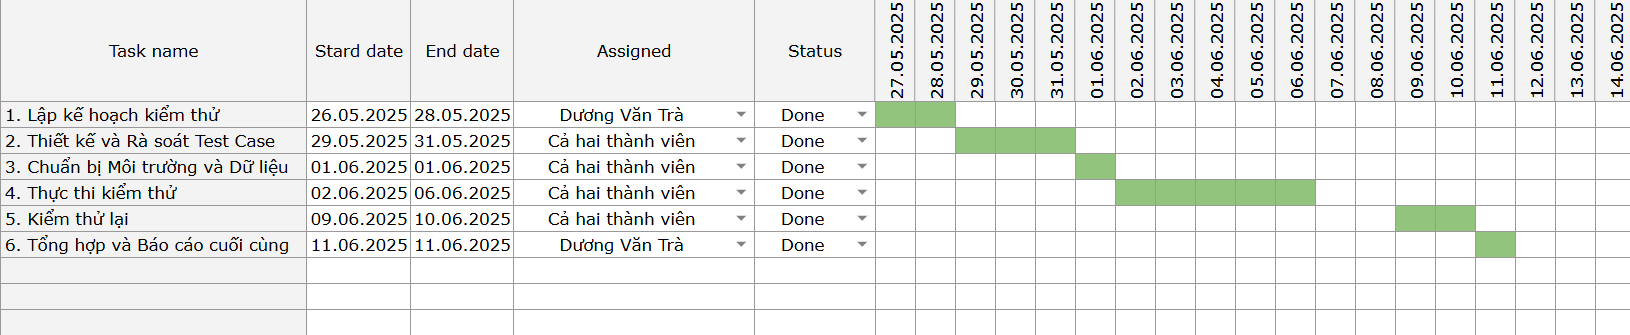 Task name Stard date End date Assigned Status 27.05.2025 28.05.2025 29.05.2025 30.05.2025 31.05.2025 01.06.2025 02.06.2025 03.06.2025 04.06.2025 05.06.2025 06.06.2025 07.06.2025 08.06.2025 09.06.2025 10.06.2025 11.06.2025 12.06.2025 13.06.2025 14.06.2025
1. Lập kế hoạch kiểm thử 26.05.2025 28.05.2025 Dương Văn Trà Done
2. Thiết kế và Rà soát Test Case 29.05.2025 31.05.2025 Cả hai thành viên Done
3. Chuẩn bị Môi trường và Dữ liệu 01.06.2025 01.06.2025 Cả hai thành viên Done
4. Thực thi kiểm thử 02.06.2025 06.06.2025 Cả hai thành viên Done
5. Kiểm thử lại 09.06.2025 10.06.2025 Cả hai thành viên Done
6. Tổng hợp và Báo cáo cuối cùng 11.06.2025 11.06.2025 Dương Văn Trà Done